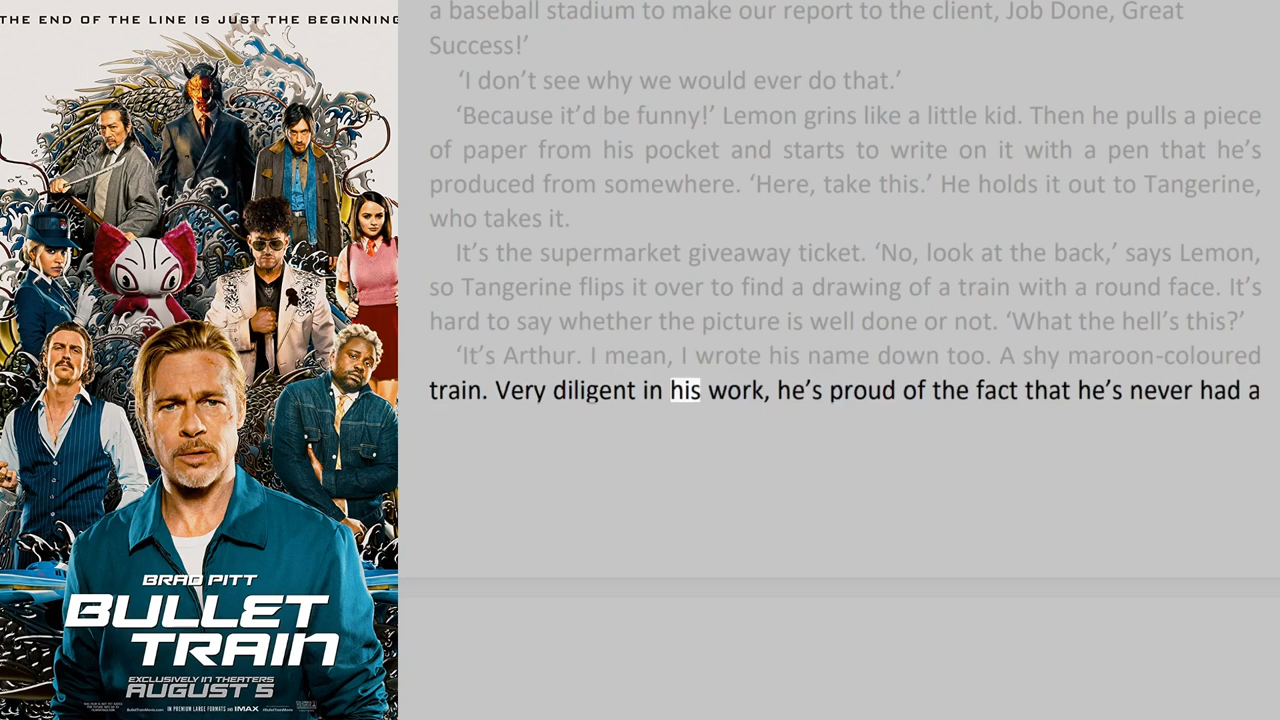 THE END OF THE LINE IS JUST THE BEGINNING
BRAD PITT
BULLET
TRAIN
EXCLUSIVELY IN THEATERS
AUGUST 5
IN PREMIUM LARGE FORMATS AND IMAX
a baseball stadium to make our report to the client, Job Done, Great
Success!’
‘I don’t see why we would ever do that.’
‘Because it’d be funny!’ Lemon grins like a little kid. Then he pulls a piece
of paper from his pocket and starts to write on it with a pen that he’s
produced from somewhere. ‘Here, take this.’ He holds it out to Tangerine,
who takes it.
It’s the supermarket giveaway ticket. ‘No, look at the back,’ says Lemon,
so Tangerine flips it over to find a drawing of a train with a round face. It’s
hard to say whether the picture is well done or not. ‘What the hell’s this?’
‘It’s Arthur. I mean, I wrote his name down too. A shy maroon-coloured
train. Very diligent in his work, he’s proud of the fact that he’s never had a